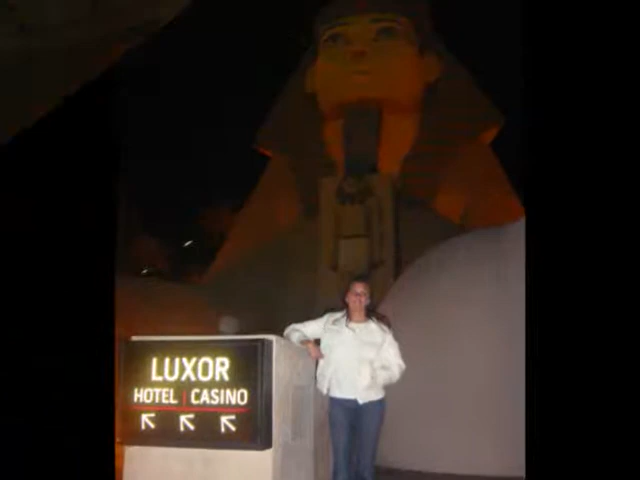 LUXOR
HOTEL | CASINO
↖ ↖ ↖